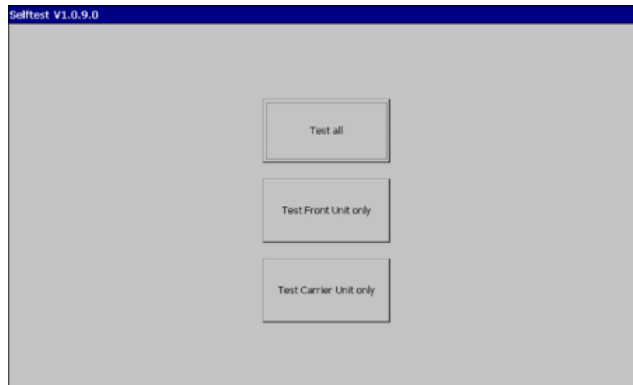 Selftest V1.0.9.0
Test all
Test Front Unit only
Test Carrier Unit only